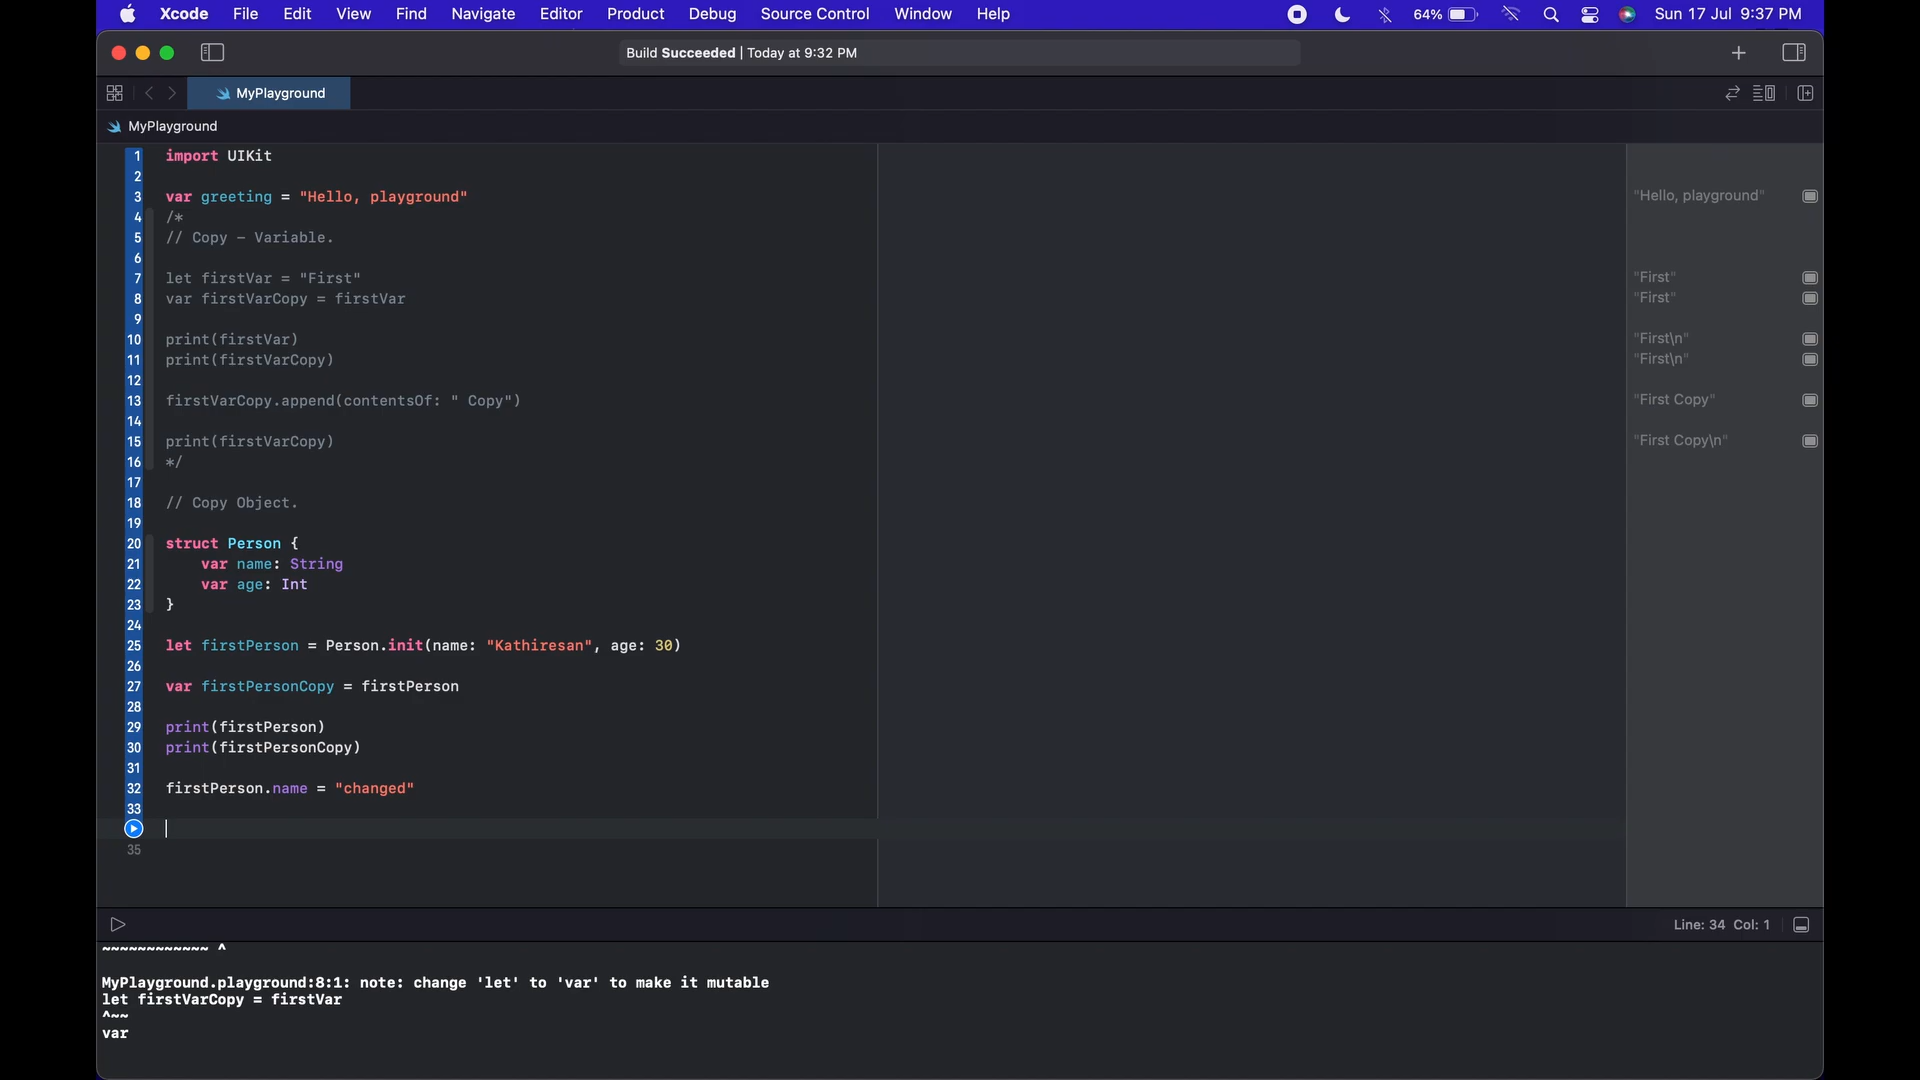 Xcode File Edit View Find Navigate Editor Product Debug Source Control Window Help 64% Sun 17 Jul 9:37 PM
Build Succeeded | Today at 9:32 PM
MyPlayground
MyPlayground
1 import UIKit
2
3 var greeting = "Hello, playground" "Hello, playground"
4 /*
5 // Copy - Variable.
6
7 let firstVar = "First" "First"
8 var firstVarCopy = firstVar "First"
9
10 print(firstVar) "First\n"
11 print(firstVarCopy) "First\n"
12
13 firstVarCopy.append(contentsOf: " Copy") "First Copy"
14
15 print(firstVarCopy) "First Copy\n"
16 */
17
18 // Copy Object.
19
20 struct Person {
21 var name: String
22 var age: Int
23 }
24
25 let firstPerson = Person.init(name: "Kathiresan", age: 30)
26
27 var firstPersonCopy = firstPerson
28
29 print(firstPerson)
30 print(firstPersonCopy)
31
32 firstPerson.name = "changed"
33
35
Line: 34 Col: 1
~~~~~~~~~~~~ ^
MyPlayground.playground:8:1: note: change 'let' to 'var' to make it mutable
let firstVarCopy = firstVar
^~~
var